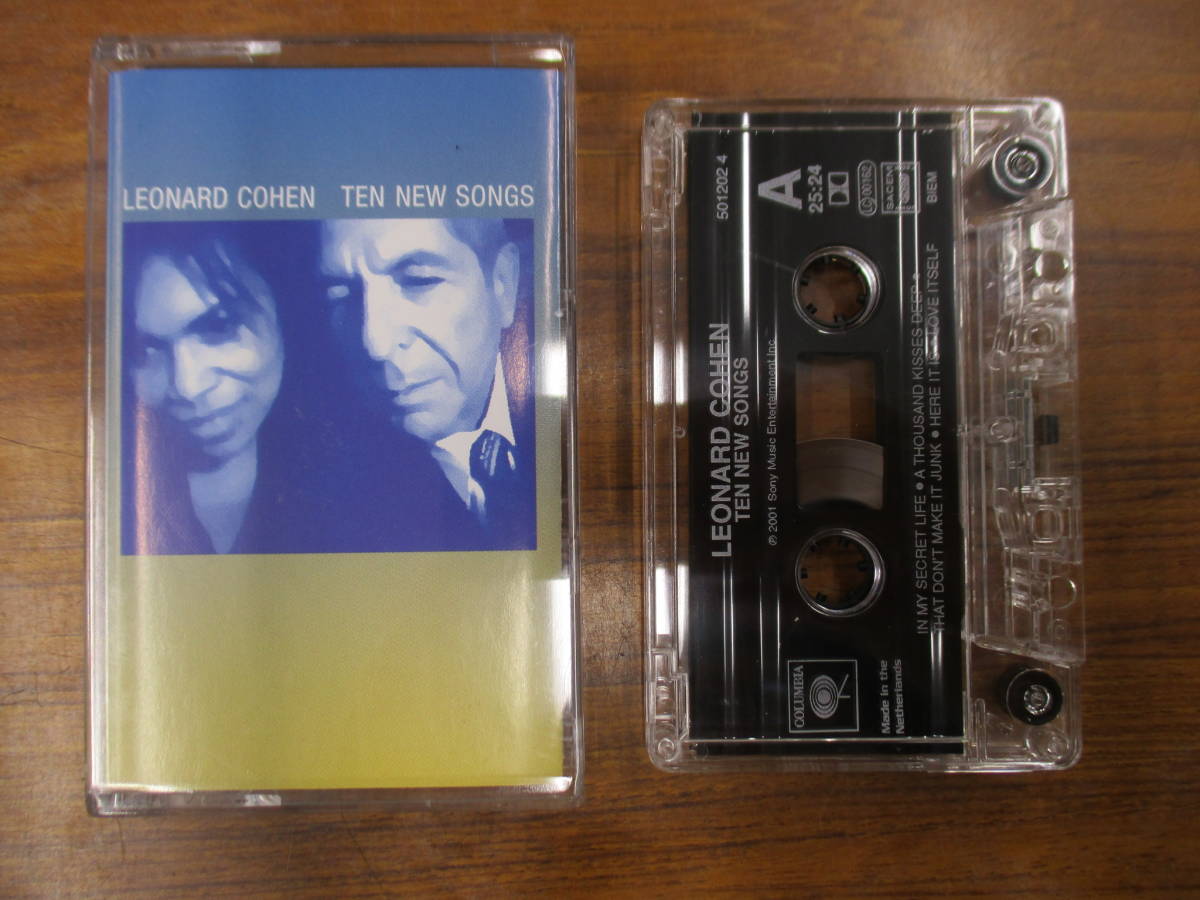 LEONARD COHEN TEN NEW SONGS
A
25:24
LC 00162
SACEM
BIEM
501202 4
LEONARD COHEN
TEN NEW SONGS
℗ 2001 Sony Music Entertainment Inc.
IN MY SECRET LIFE • A THOUSAND KISSES DEEP •
THAT DON'T MAKE IT JUNK • HERE IT IS • LOVE ITSELF
COLUMBIA
Made in the
Netherlands